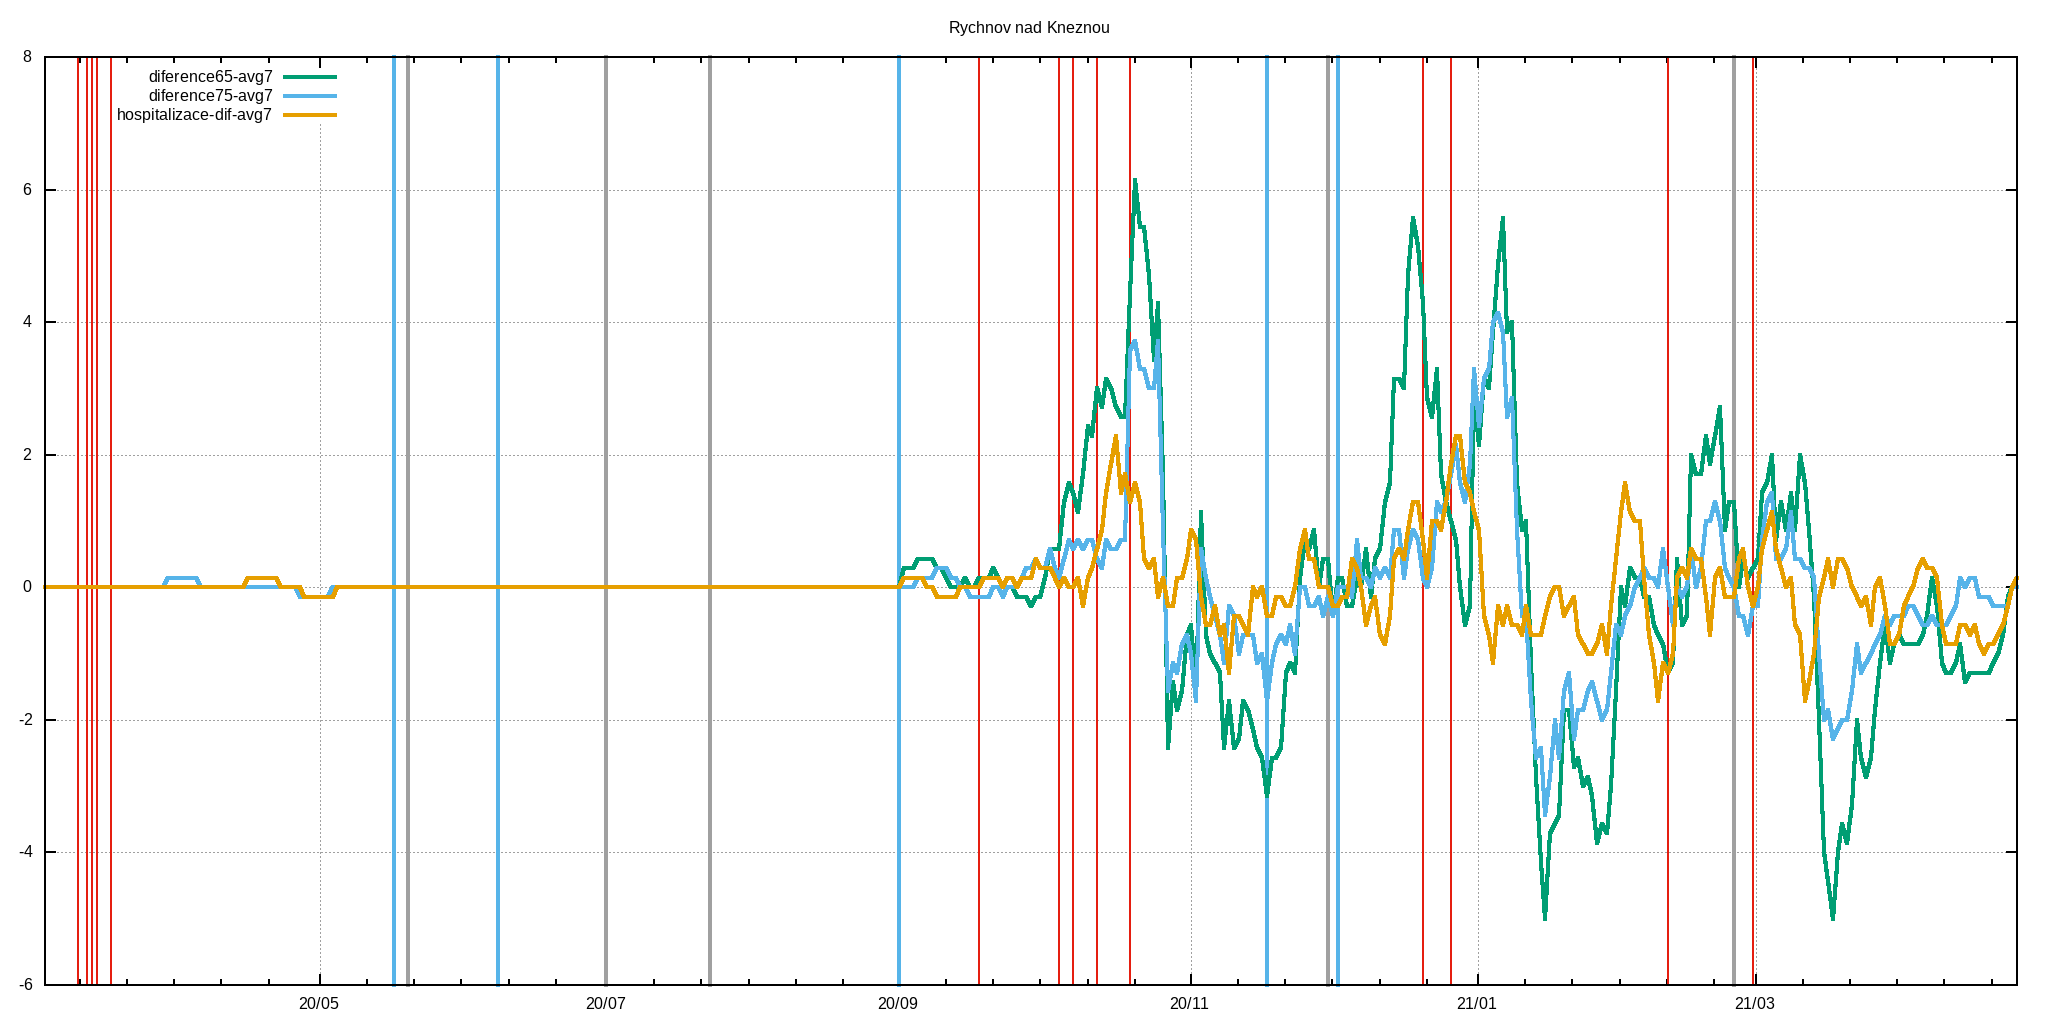 Rychnov nad Kneznou
8
diference65-avg7
diference75-avg7
hospitalizace-dif-avg7
6
4
2
0
-2
-4
-6
20/05 20/07 20/09 20/11 21/01 21/03